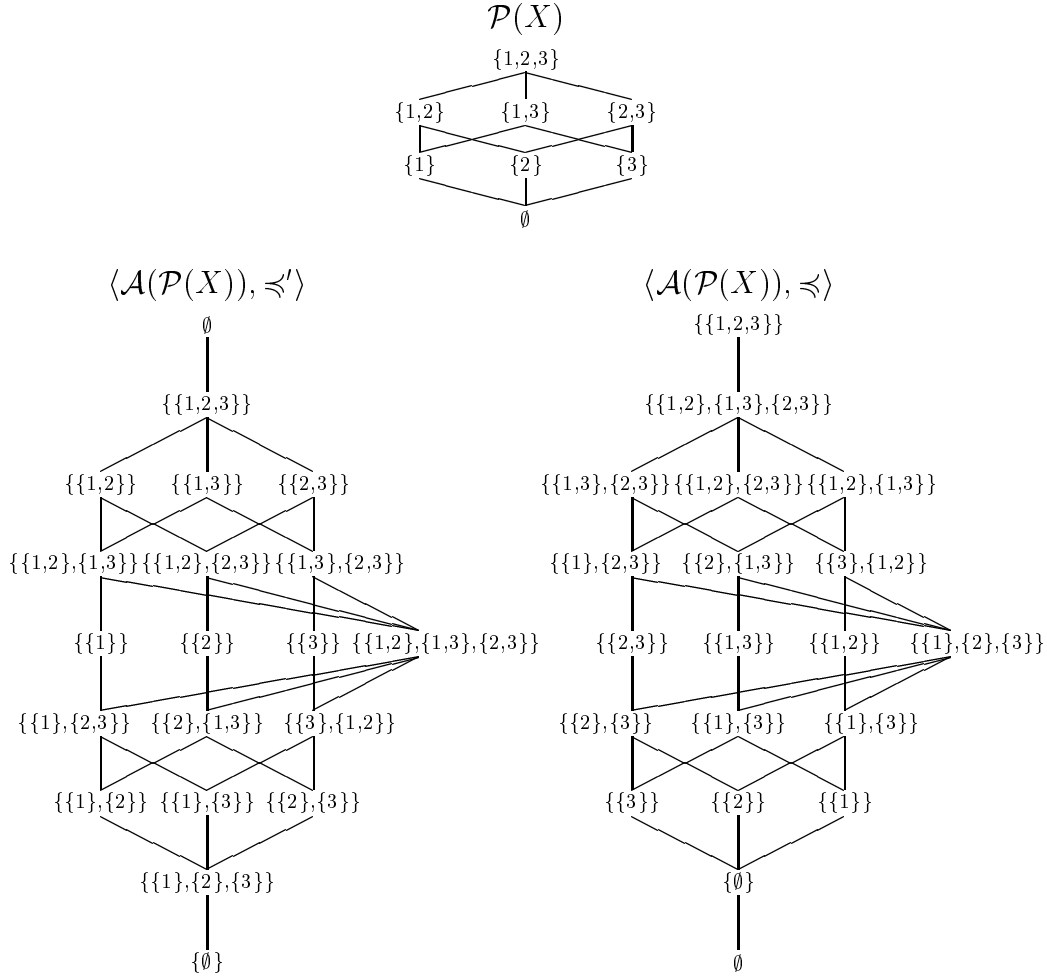 𝒫(X)
{1,2,3}
{1,2} {1,3} {2,3}
{1} {2} {3}
∅
⟨𝒜(𝒫(X)), ≼′⟩ ⟨𝒜(𝒫(X)), ≼⟩
∅ {{1,2,3}}
{{1,2,3}} {{1,2},{1,3},{2,3}}
{{1,2}} {{1,3}} {{2,3}} {{1,3},{2,3}} {{1,2},{2,3}} {{1,2},{1,3}}
{{1,2},{1,3}} {{1,2},{2,3}} {{1,3},{2,3}} {{1},{2,3}} {{2},{1,3}} {{3},{1,2}}
{{1}} {{2}} {{3}} {{1,2},{1,3},{2,3}} {{2,3}} {{1,3}} {{1,2}} {{1},{2},{3}}
{{1},{2,3}} {{2},{1,3}} {{3},{1,2}} {{2},{3}} {{1},{3}} {{1},{3}}
{{1},{2}} {{1},{3}} {{2},{3}} {{3}} {{2}} {{1}}
{{1},{2},{3}} {∅}
{∅} ∅